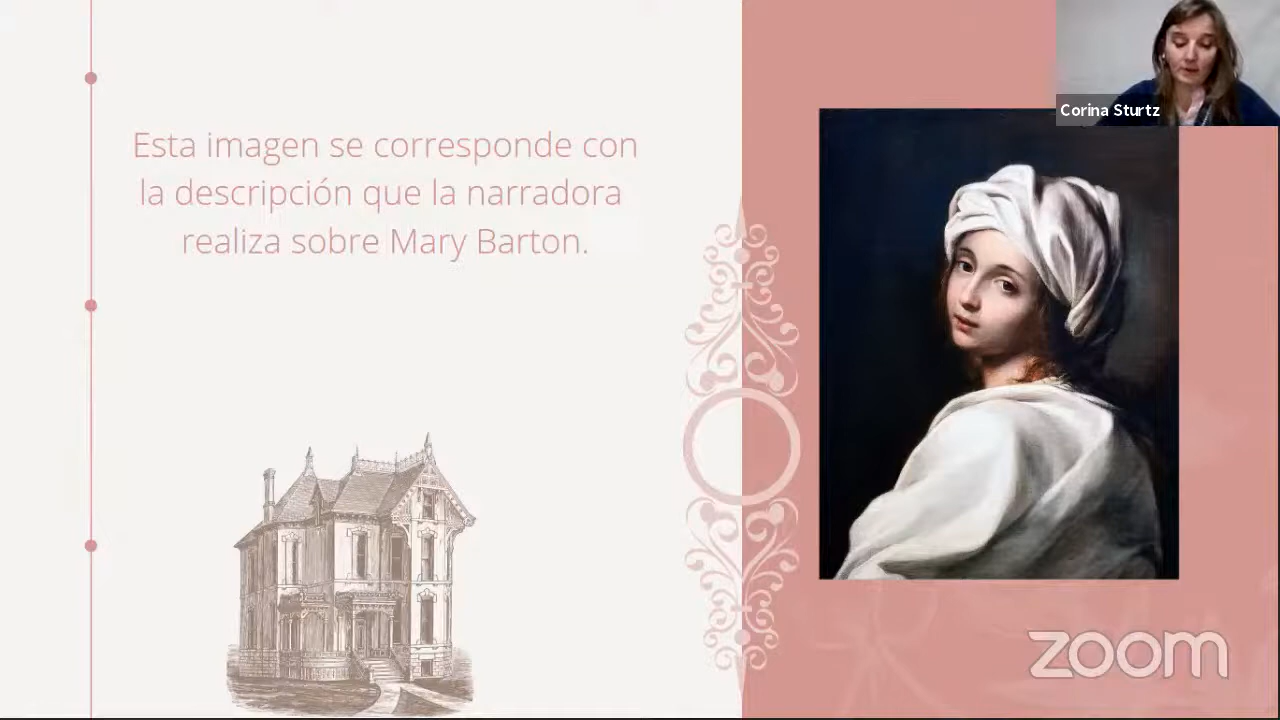 Corina Sturtz
Esta imagen se corresponde con
la descripción que la narradora
realiza sobre Mary Barton.
zoom